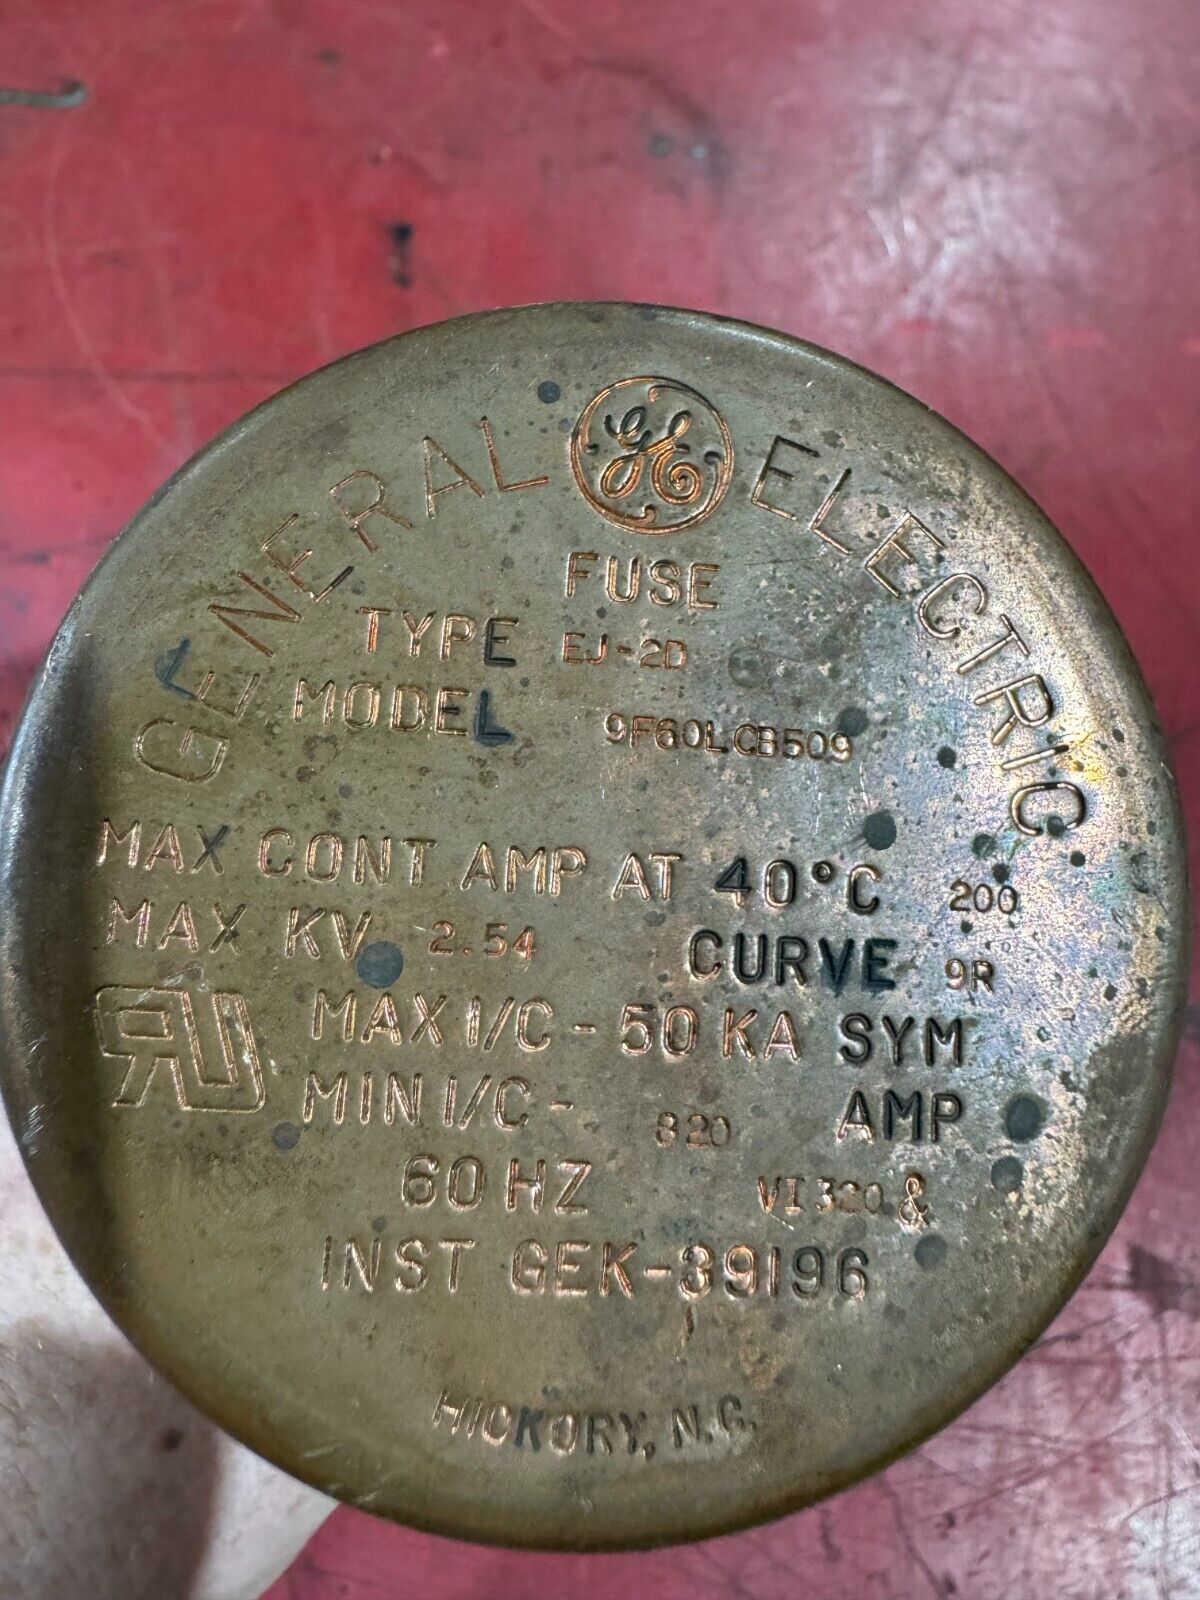 GENERAL GE ELECTRIC
FUSE
TYPE EJ-2D
MODEL 9F60LCB509
MAX CONT AMP AT 40°C 200
MAX KV 2.54 CURVE 9R
RU MAX I/C - 50 KA SYM
MIN I/C - 820 AMP
60 HZ VI320 &
INST GEK-39196
HICKORY, N.C.